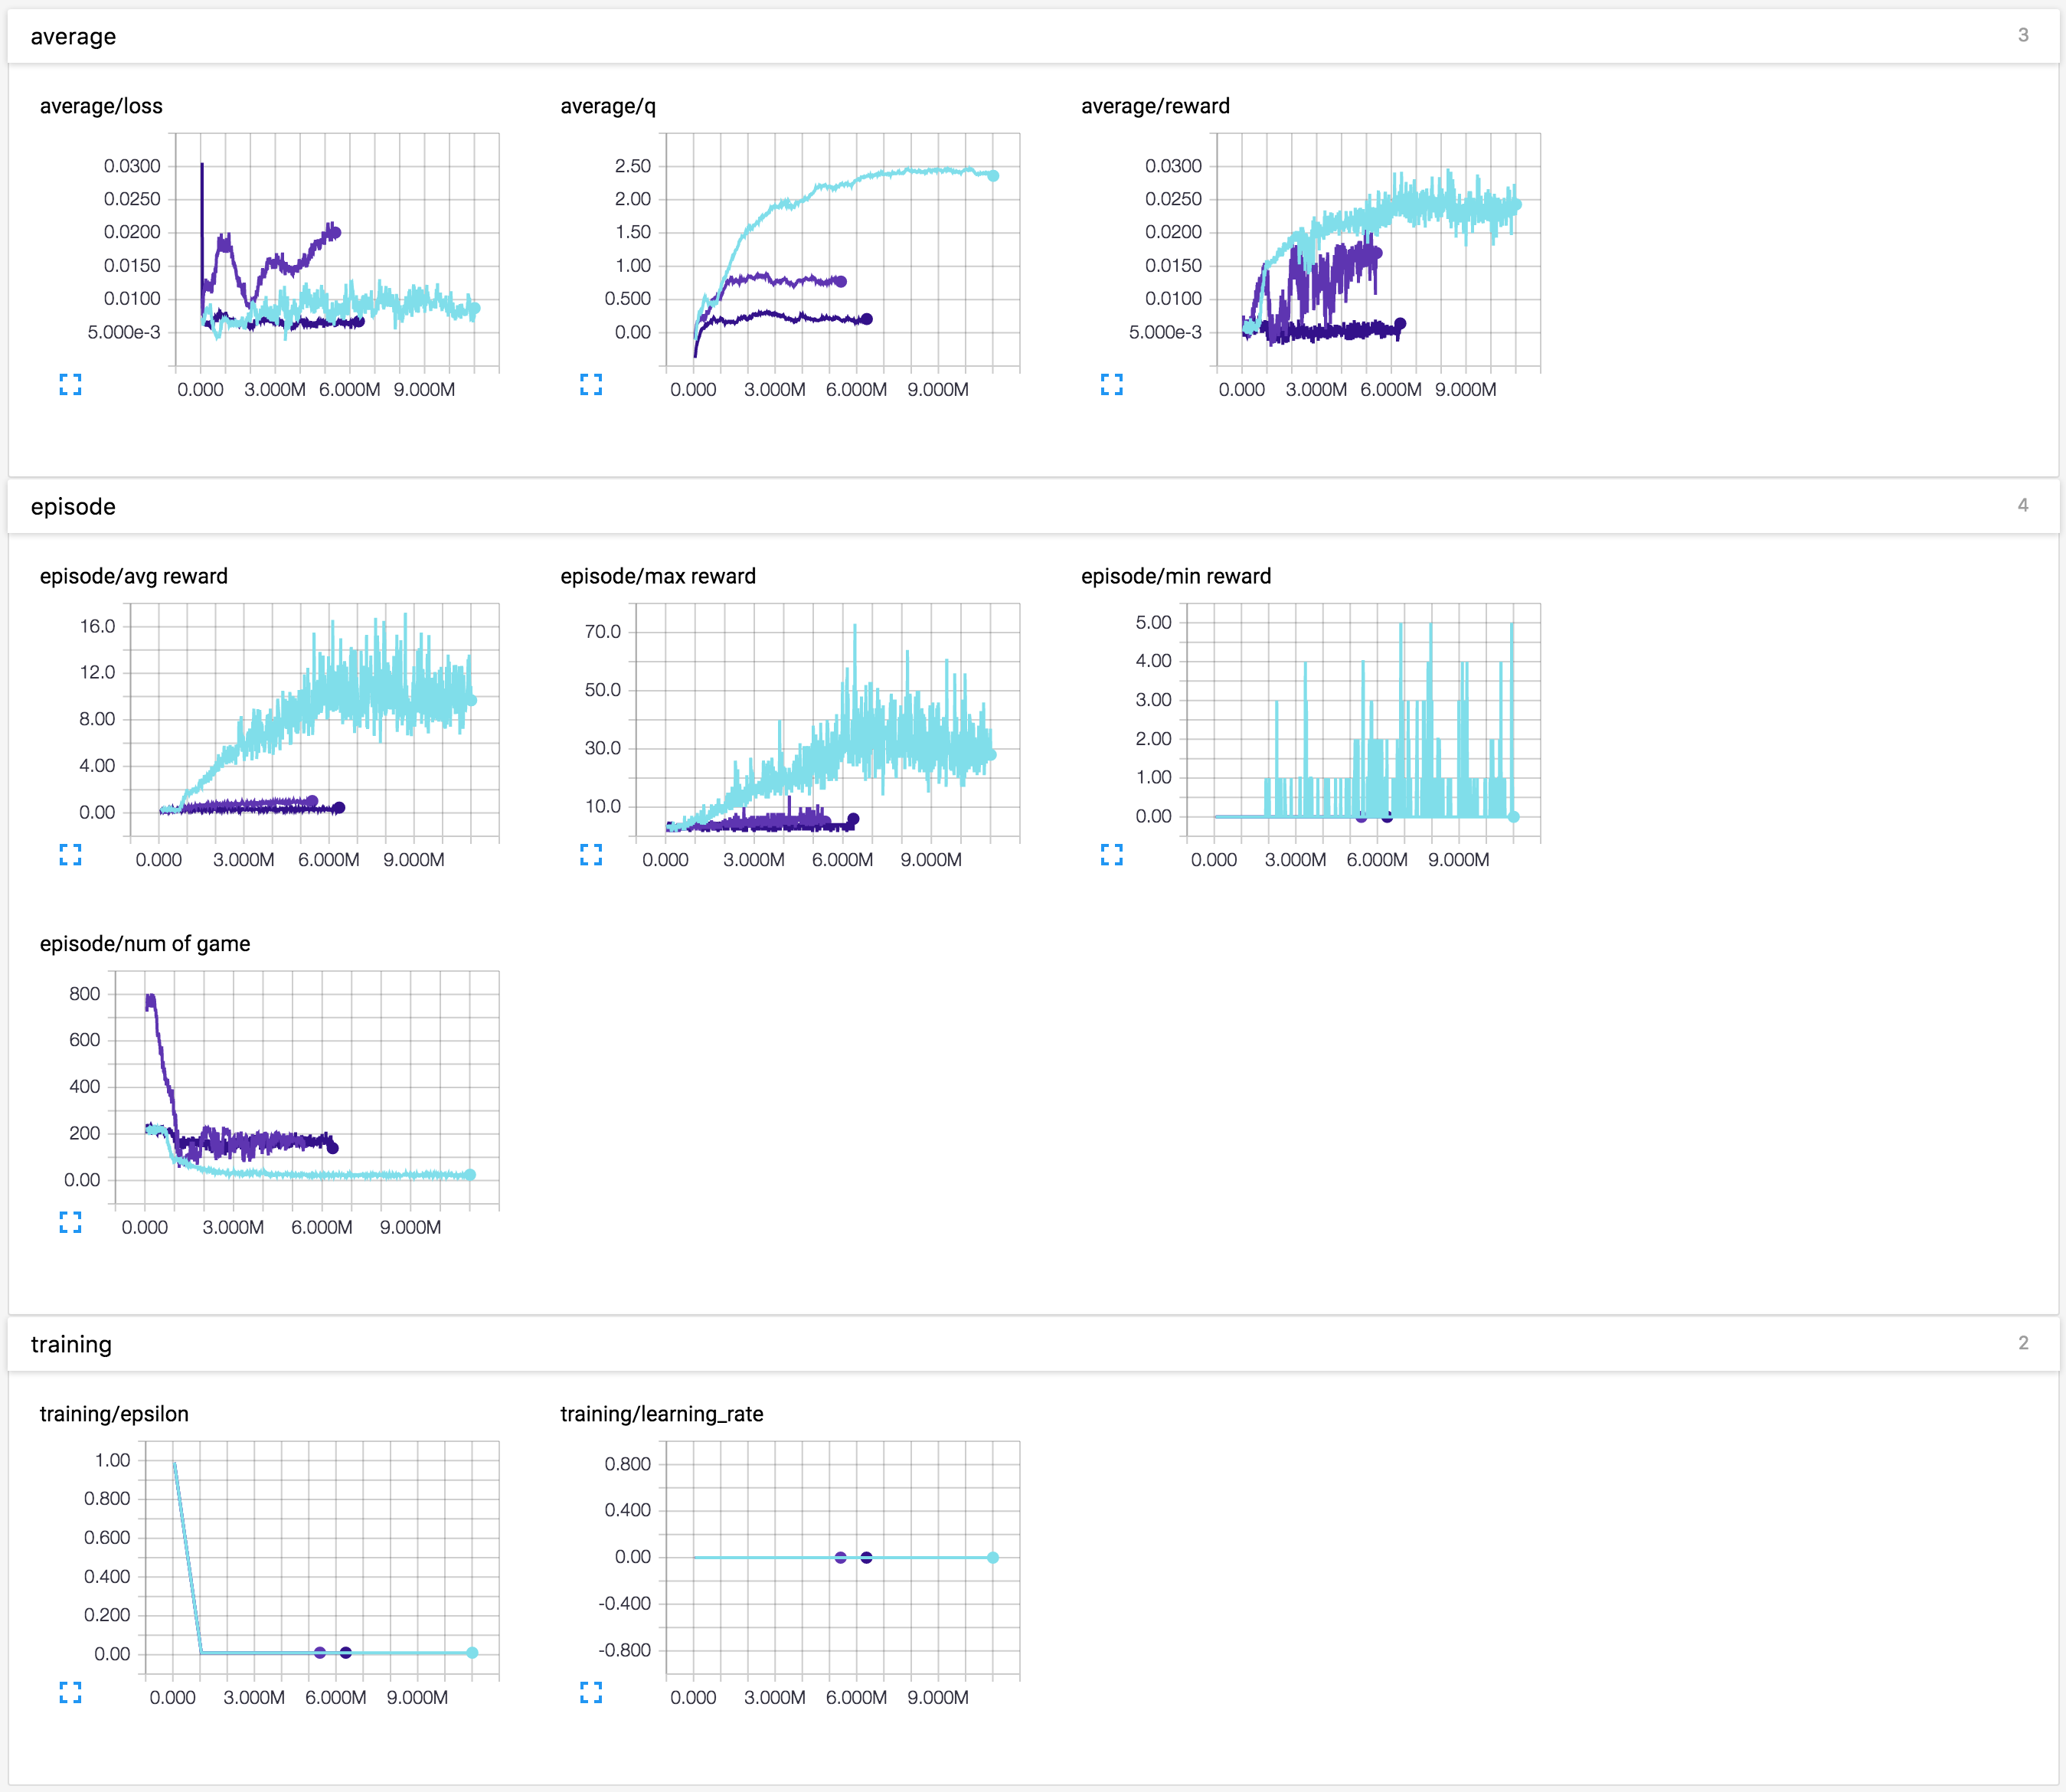 average
3
average/loss
0.0300
0.0250
0.0200
0.0150
0.0100
5.000e-3
0.000 3.000M 6.000M 9.000M
average/q
2.50
2.00
1.50
1.00
0.500
0.00
0.000 3.000M 6.000M 9.000M
average/reward
0.0300
0.0250
0.0200
0.0150
0.0100
5.000e-3
0.000 3.000M 6.000M 9.000M
episode
4
episode/avg reward
16.0
12.0
8.00
4.00
0.00
0.000 3.000M 6.000M 9.000M
episode/max reward
70.0
50.0
30.0
10.0
0.000 3.000M 6.000M 9.000M
episode/min reward
5.00
4.00
3.00
2.00
1.00
0.00
0.000 3.000M 6.000M 9.000M
episode/num of game
800
600
400
200
0.00
0.000 3.000M 6.000M 9.000M
training
2
training/epsilon
1.00
0.800
0.600
0.400
0.200
0.00
0.000 3.000M 6.000M 9.000M
training/learning_rate
0.800
0.400
0.00
-0.400
-0.800
0.000 3.000M 6.000M 9.000M